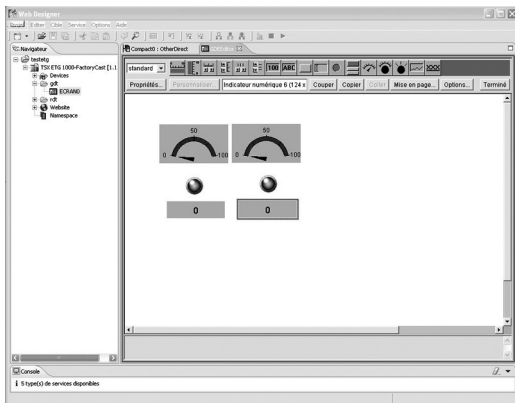 Web Designer
Editer Cible Service Options Aide
Navigateur
Compact0 : OtherDirect
GDEEditor
testetg
TSX ETG 1000-FactoryCast [1.1
Devices
gdt
ECRAN0
rdt
Website
Namespace
standard
100 ABC
Propriétés...
Personnaliser...
Indicateur numérique 6 (124 x
Couper
Copier
Coller
Mise en page...
Options...
Terminé
50
0
100
50
0
100
0
0
Console
5 type(s) de services disponibles